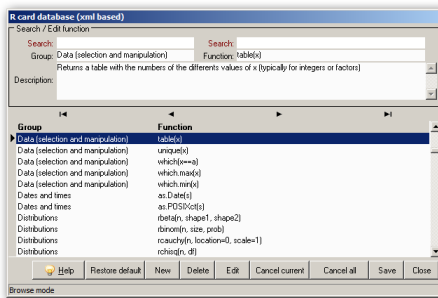 R card database (xml based)
Search / Edit function
Search: Search:
Group: Data (selection and manipulation) Function: table(x)
Description: Returns a table with the numbers of the differents values of x (typically for integers or factors)
Group Function
Data (selection and manipulation) table(x)
Data (selection and manipulation) unique(x)
Data (selection and manipulation) which(x==a)
Data (selection and manipulation) which.max(x)
Data (selection and manipulation) which.min(x)
Dates and times as.Date(s)
Dates and times as.POSIXct(s)
Distributions rbeta(n, shape1, shape2)
Distributions rbinom(n, size, prob)
Distributions rcauchy(n, location=0, scale=1)
Distributions rchisq(n, df)
Help Restore default New Delete Edit Cancel current Cancel all Save Close
Browse mode